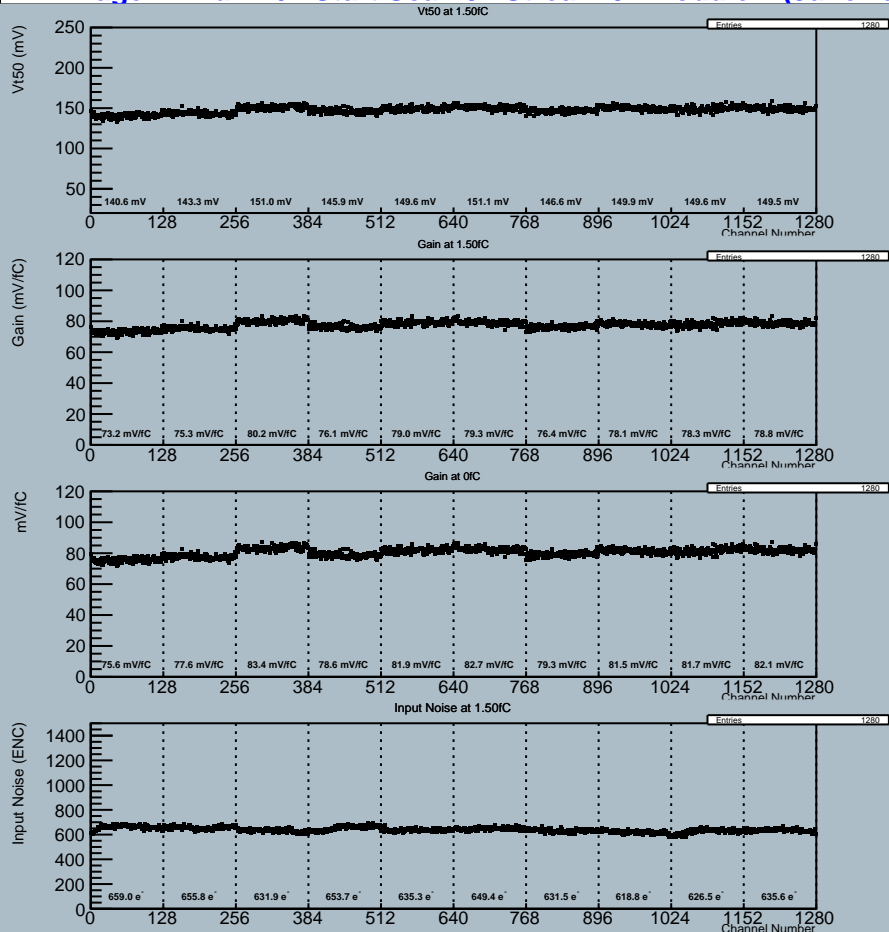 Vt50 at 1.50fC
Entries 1280
Vt50 (mV)
250
200
150
100
50
140.6 mV 143.3 mV 151.0 mV 145.9 mV 149.6 mV 151.1 mV 146.6 mV 149.9 mV 149.6 mV 149.5 mV
0 128 256 384 512 640 768 896 1024 1152 1280
Channel Number
Gain at 1.50fC
Entries 1280
Gain (mV/fC)
120
100
80
60
40
20
0
73.2 mV/fC 75.3 mV/fC 80.2 mV/fC 76.1 mV/fC 79.0 mV/fC 79.3 mV/fC 76.4 mV/fC 78.1 mV/fC 78.3 mV/fC 78.8 mV/fC
0 128 256 384 512 640 768 896 1024 1152 1280
Channel Number
Gain at 0fC
Entries 1280
mV/fC
120
100
80
60
40
20
0
75.6 mV/fC 77.6 mV/fC 83.4 mV/fC 78.6 mV/fC 81.9 mV/fC 82.7 mV/fC 79.3 mV/fC 81.5 mV/fC 81.7 mV/fC 82.1 mV/fC
0 128 256 384 512 640 768 896 1024 1152 1280
Channel Number
Input Noise at 1.50fC
Entries 1280
Input Noise (ENC)
1400
1200
1000
800
600
400
200
0
659.0 e⁻ 655.8 e⁻ 631.9 e⁻ 653.7 e⁻ 635.3 e⁻ 649.4 e⁻ 631.5 e⁻ 618.8 e⁻ 626.5 e⁻ 635.6 e⁻
0 128 256 384 512 640 768 896 1024 1152 1280
Channel Number